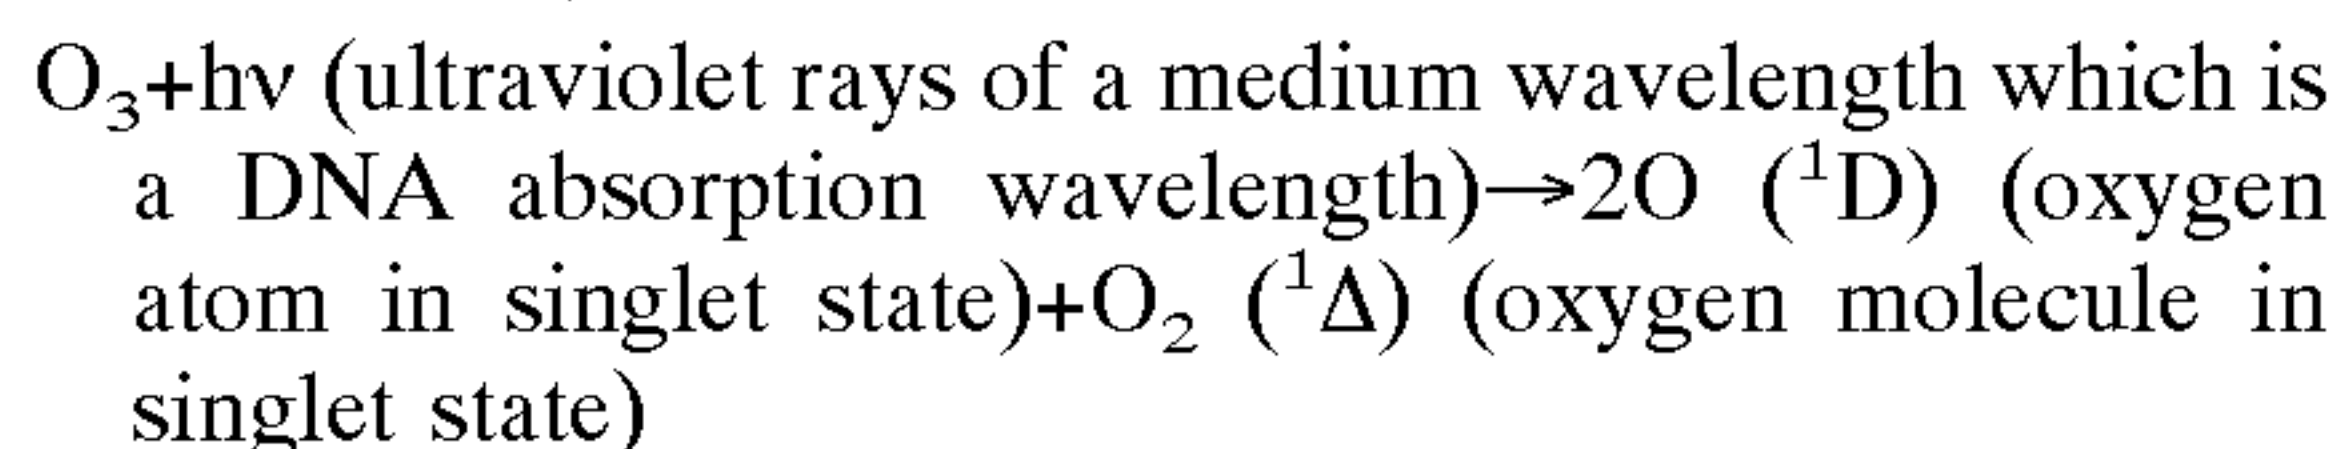 O₃+hν (ultraviolet rays of a medium wavelength which is
a DNA absorption wavelength)→2O (¹D) (oxygen
atom in singlet state)+O₂ (¹Δ) (oxygen molecule in
singlet state)